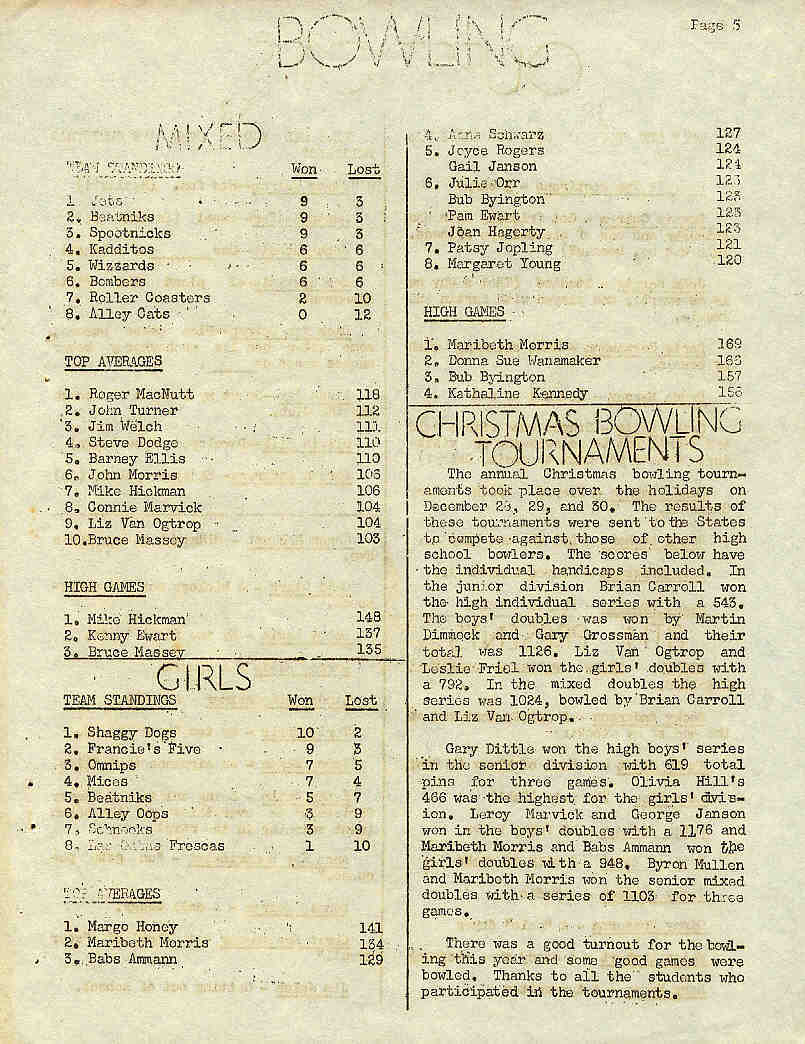 Page 5
BOWLING
MIXED
TEAM STANDINGS Won Lost
1 Jets 9 3
2. Beatniks 9 3
3. Spootnicks 9 3
4. Kadditos 6 6
5. Wizzards 6 6
6. Bombers 6 6
7. Roller Coasters 2 10
8. Alley Cats 0 12
TOP AVERAGES
1. Roger MacNutt 118
2. John Turner 112
3. Jim Welch 111
4. Steve Dodge 110
5. Barney Ellis 110
6. John Morris
7. Mike Hickman 106
8. Connie Marvick 104
9. Liz Van Ogtrop 104
10.Bruce Massey 103
HIGH GAMES
1. Mike Hickman 148
2. Kenny Ewart 137
3. Bruce Massey 135
GIRLS
TEAM STANDINGS Won Lost
1. Shaggy Dogs 10 2
2. Francie's Five 9 3
3. Omnips 7 5
4. Mices 7 4
5. Beatniks 5 7
6. Alley Oops 3 9
7. Schnooks 3 9
8. Frescas 1 10
TOP AVERAGES
1. Margo Honey 141
2. Maribeth Morris 134
3. Babs Ammann 129
4. Anna Schwarz 127
5. Joyce Rogers 124
Gail Janson 124
6. Julie Orr 123
Bub Byington 123
Pam Ewart 123
Joan Hagerty 123
7. Patsy Jopling 121
8. Margaret Young 120
HIGH GAMES
1. Maribeth Morris 169
2. Donna Sue Wanamaker
3. Bub Byington 157
4. Kathaline Kennedy
CHRISTMAS BOWLING
TOURNAMENTS
The annual Christmas bowling tourn-
aments took place over the holidays on
December 28, 29, and 30. The results of
these tournaments were sent to the States
to compete against those of other high
school bowlers. The scores below have
the individual handicaps included. In
the junior division Brian Carroll won
the high individual series with a 543.
The boys' doubles was won by Martin
Dimmock and Gary Grossman and their
total was 1126. Liz Van Ogtrop and
Leslie Friel won the girls' doubles with
a 792. In the mixed doubles the high
series was 1024, bowled by Brian Carroll
and Liz Van Ogtrop.
Gary Dittle won the high boys' series
in the senior division with 619 total
pins for three games. Olivia Hill's
466 was the highest for the girls' divis-
ion. Leroy Marvick and George Janson
won in the boys' doubles with a 1176 and
Maribeth Morris and Babs Ammann won the
girls' doubles with a 948. Byron Mullen
and Maribeth Morris won the senior mixed
doubles with a series of 1103 for three
games.
There was a good turnout for the bowl-
ing this year and some good games were
bowled. Thanks to all the students who
participated in the tournaments.